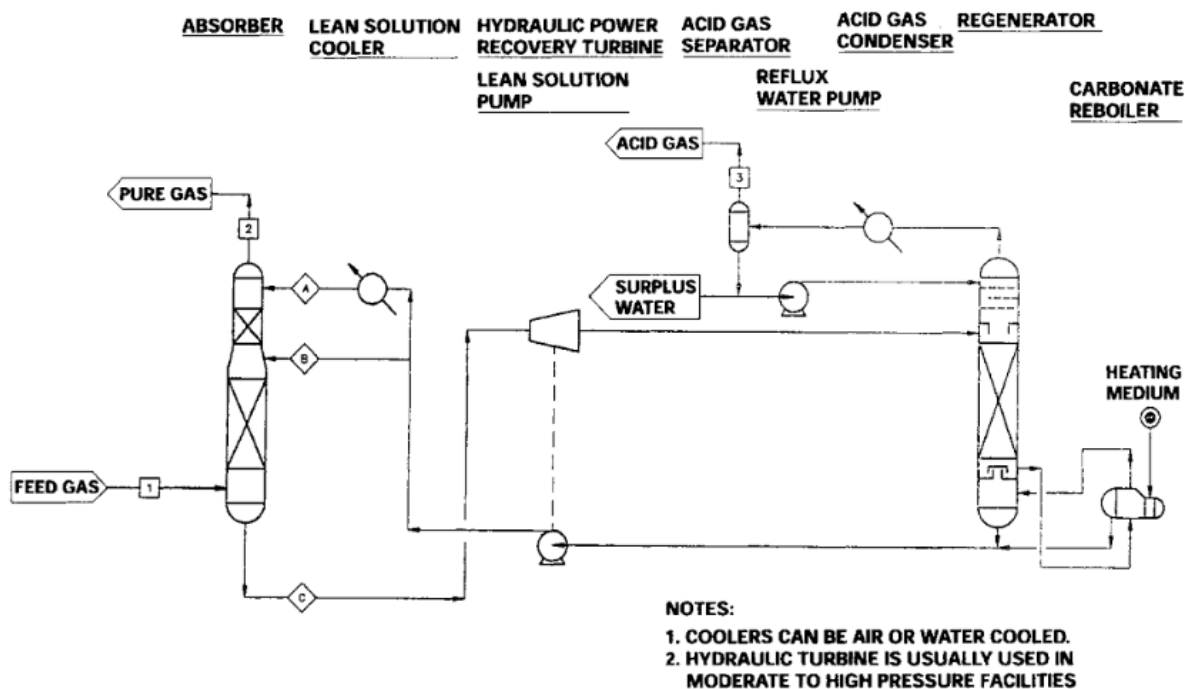 ABSORBER
LEAN SOLUTION
COOLER
HYDRAULIC POWER
RECOVERY TURBINE
ACID GAS
SEPARATOR
ACID GAS
CONDENSER
REGENERATOR
LEAN SOLUTION
PUMP
REFLUX
WATER PUMP
CARBONATE
REBOILER
ACID GAS
3
PURE GAS
2
A
SURPLUS
WATER
B
HEATING
MEDIUM
FEED GAS
1
C
NOTES:
1. COOLERS CAN BE AIR OR WATER COOLED.
2. HYDRAULIC TURBINE IS USUALLY USED IN
MODERATE TO HIGH PRESSURE FACILITIES